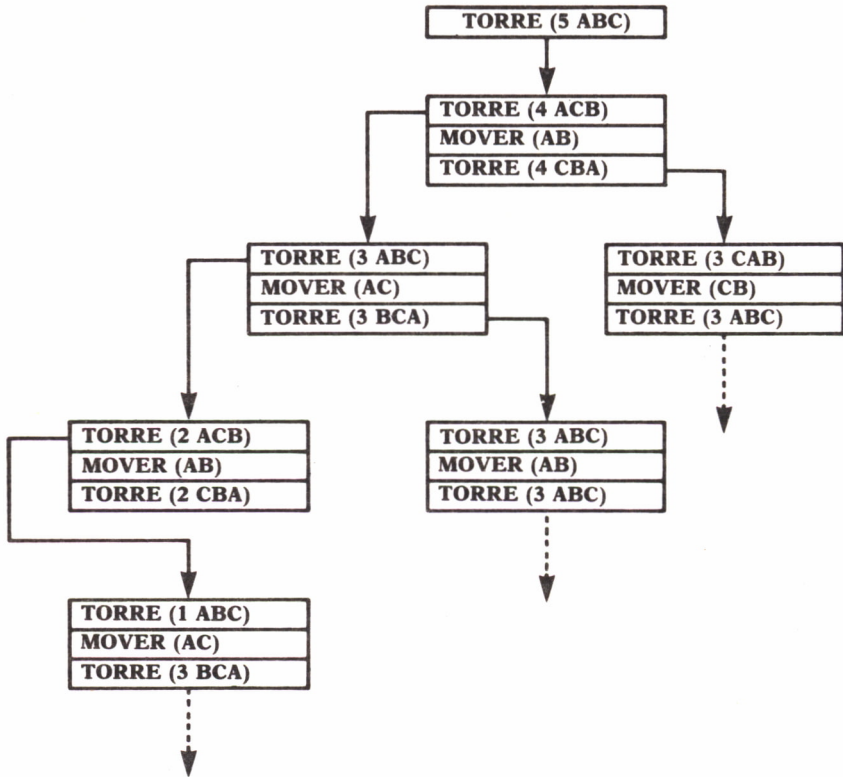 TORRE (5 ABC)
TORRE (4 ACB)
MOVER (AB)
TORRE (4 CBA)
TORRE (3 ABC)
MOVER (AC)
TORRE (3 BCA)
TORRE (3 CAB)
MOVER (CB)
TORRE (3 ABC)
TORRE (2 ACB)
MOVER (AB)
TORRE (2 CBA)
TORRE (3 ABC)
MOVER (AB)
TORRE (3 ABC)
TORRE (1 ABC)
MOVER (AC)
TORRE (3 BCA)